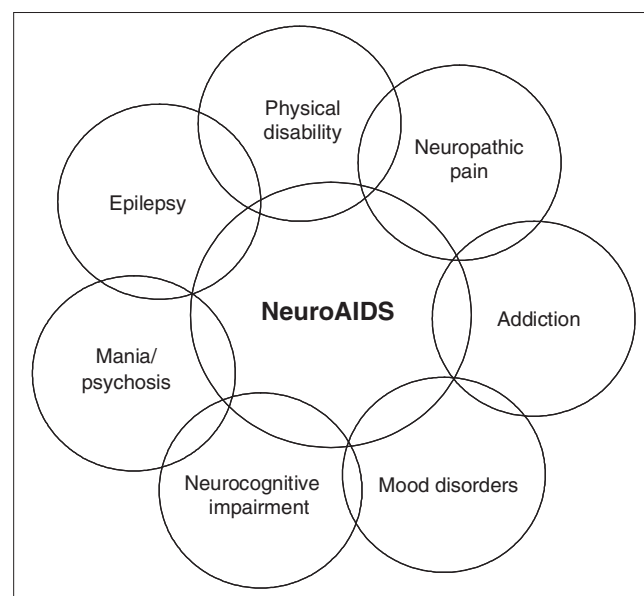 Physical
disability
Neuropathic
pain
Epilepsy
NeuroAIDS
Addiction
Mania/
psychosis
Neurocognitive
impairment
Mood disorders